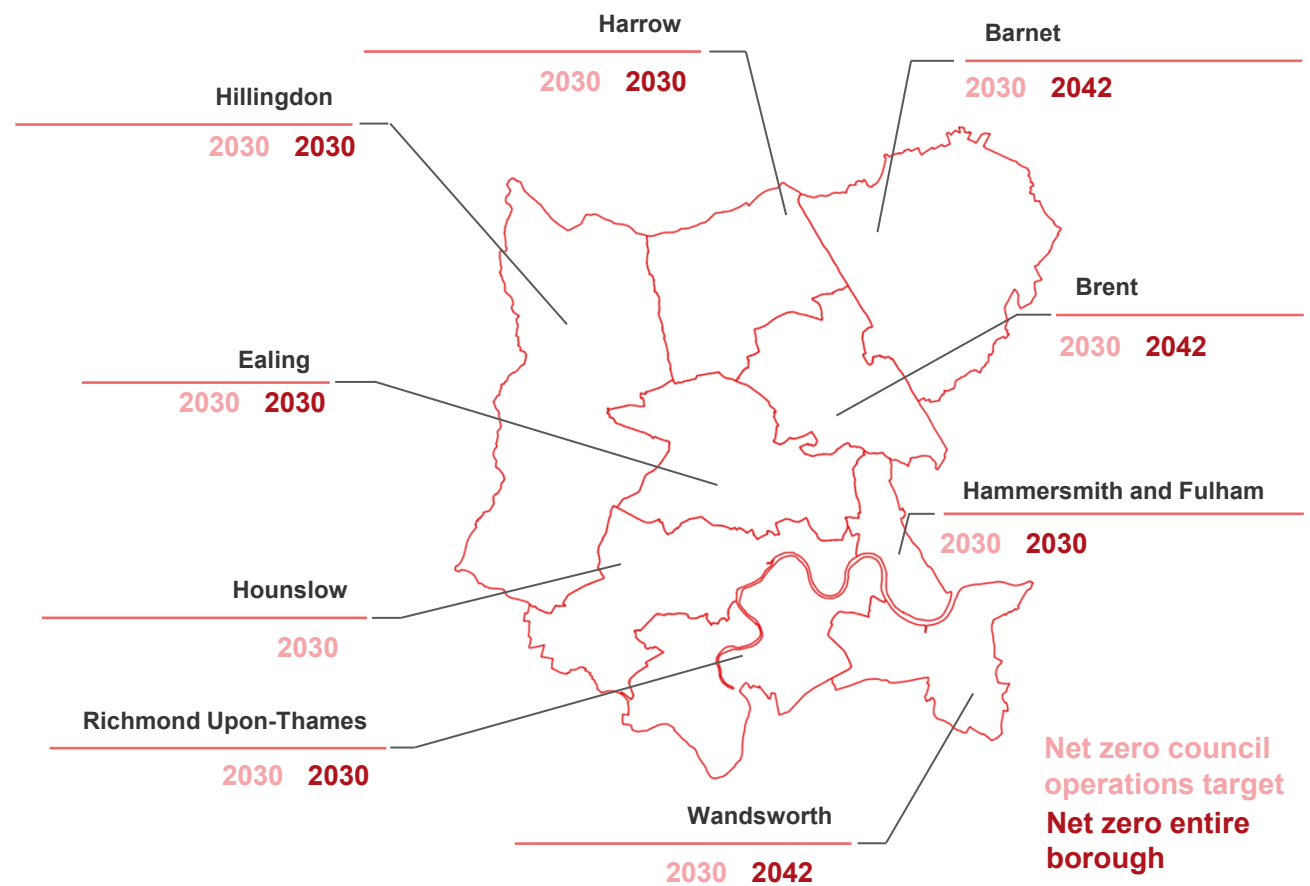 Harrow
2030 2030
Barnet
2030 2042
Hillingdon
2030 2030
Brent
2030 2042
Ealing
2030 2030
Hammersmith and Fulham
2030 2030
Hounslow
2030
Richmond Upon-Thames
2030 2030
Wandsworth
2030 2042
Net zero council
operations target
Net zero entire
borough